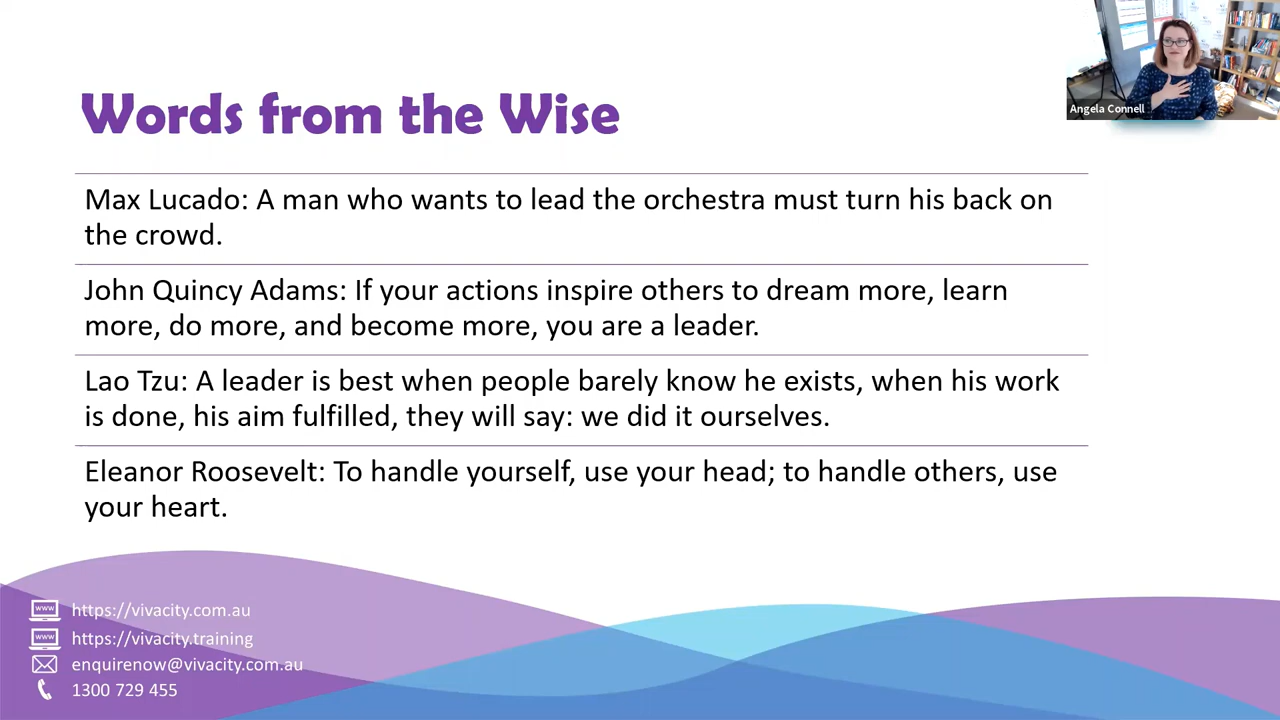 Angela Connell
Words from the Wise
Max Lucado: A man who wants to lead the orchestra must turn his back on
the crowd.
John Quincy Adams: If your actions inspire others to dream more, learn
more, do more, and become more, you are a leader.
Lao Tzu: A leader is best when people barely know he exists, when his work
is done, his aim fulfilled, they will say: we did it ourselves.
Eleanor Roosevelt: To handle yourself, use your head; to handle others, use
your heart.
www https://vivacity.com.au
www https://vivacity.training
enquirenow@vivacity.com.au
1300 729 455